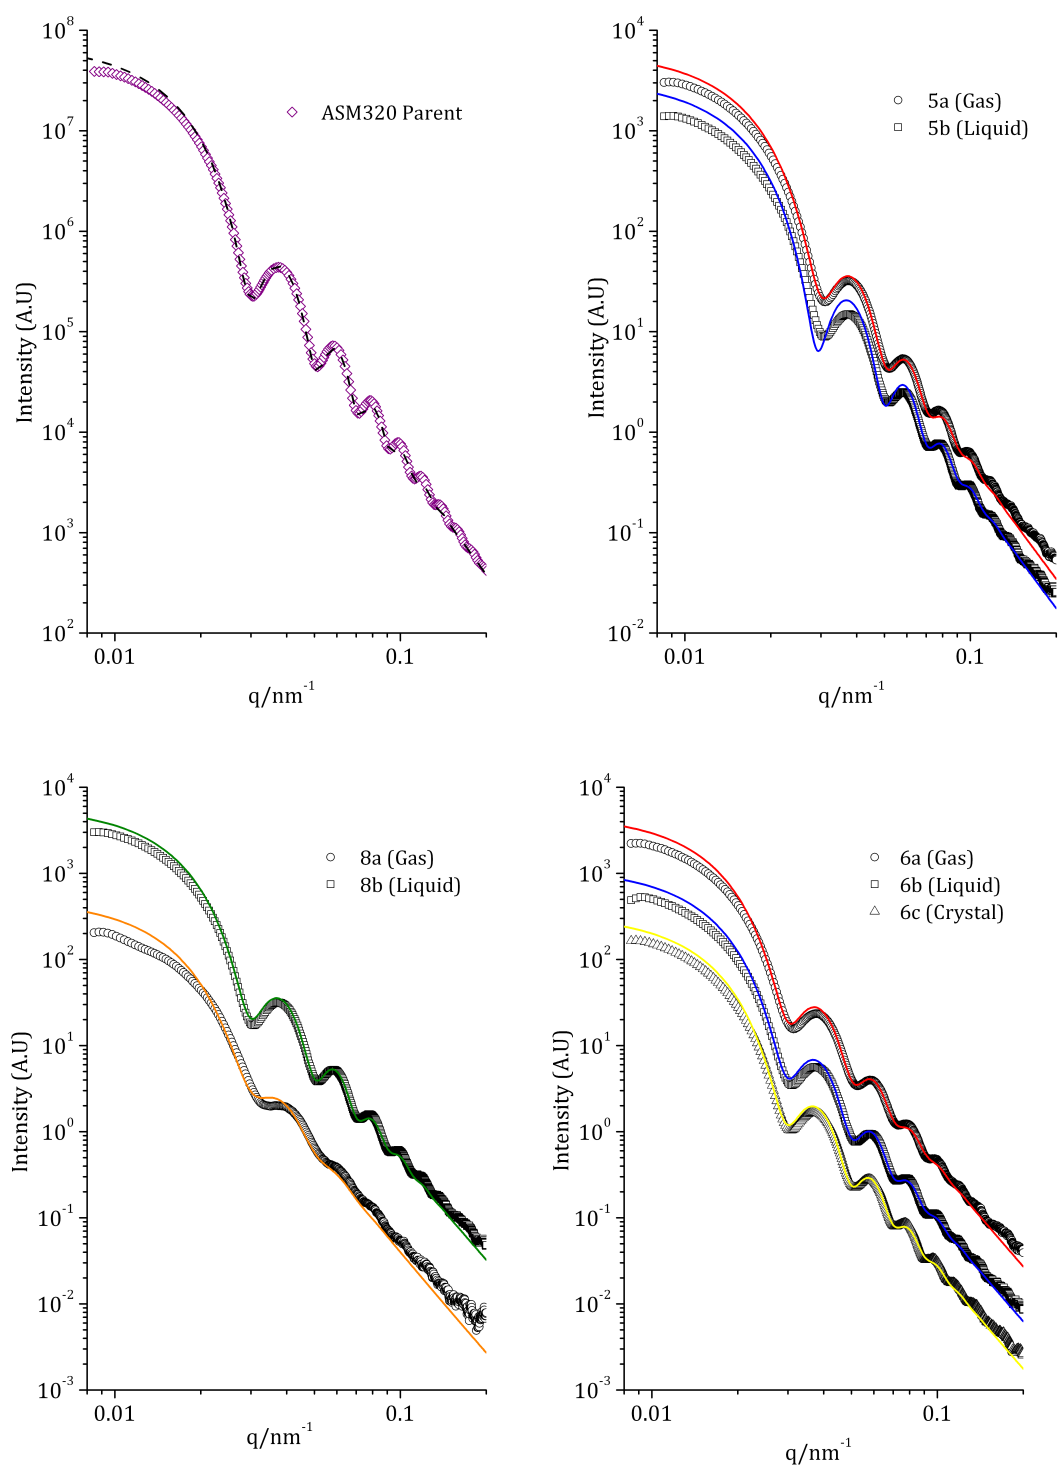 10^8
10^7
10^6
10^5
10^4
10^3
10^2
Intensity (A.U)
ASM320 Parent
0.01 0.1
q/nm^-1
10^4
10^3
10^2
10^1
10^0
10^-1
10^-2
Intensity (A.U)
5a (Gas)
5b (Liquid)
0.01 0.1
q/nm^-1
10^4
10^3
10^2
10^1
10^0
10^-1
10^-2
10^-3
Intensity (A.U)
8a (Gas)
8b (Liquid)
0.01 0.1
q/nm^-1
10^4
10^3
10^2
10^1
10^0
10^-1
10^-2
10^-3
Intensity (A.U)
6a (Gas)
6b (Liquid)
6c (Crystal)
0.01 0.1
q/nm^-1